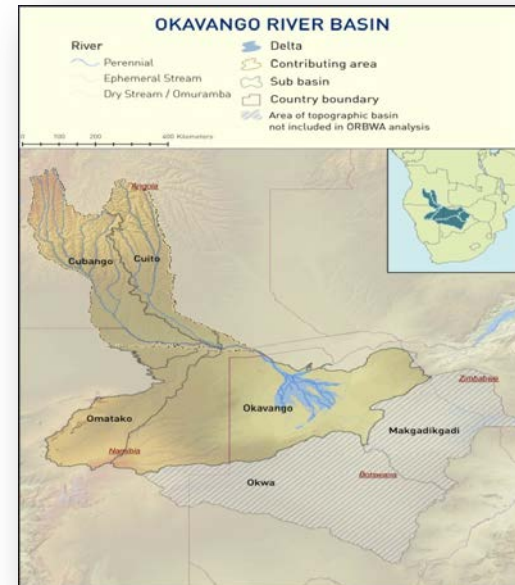 OKAVANGO RIVER BASIN
River
Perennial
Ephemeral Stream
Dry Stream / Omuramba
Delta
Contributing area
Sub basin
Country boundary
Area of topographic basin
not included in ORBWA analysis
0 100 200 400 Kilometers
Angola
Cubango
Cuito
Zimbabwe
Omatako
Okavango
Makgadikgadi
Namibia
Botswana
Okwa